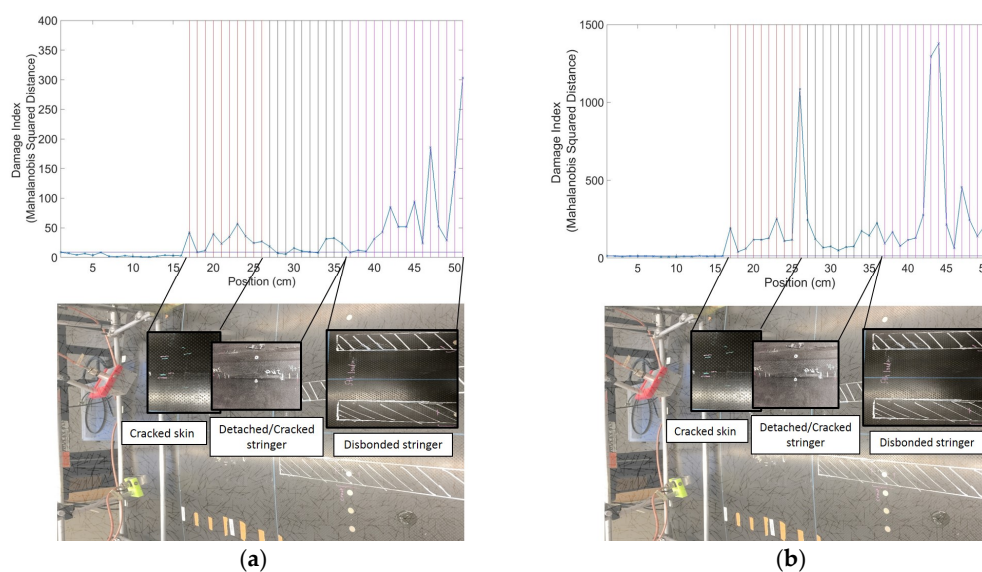 400
350
300
250
200
150
100
50
0
Damage Index
(Mahalanobis Squared Distance)
5 10 15 20 25 30 35 40 45 50
Position (cm)
Cracked skin
Detached/Cracked
stringer
Disbonded stringer
(a)
1500
1000
500
0
Damage Index
(Mahalanobis Squared Distance)
5 10 15 20 25 30 35 40 45 50
Position (cm)
Cracked skin
Detached/Cracked
stringer
Disbonded stringer
(b)